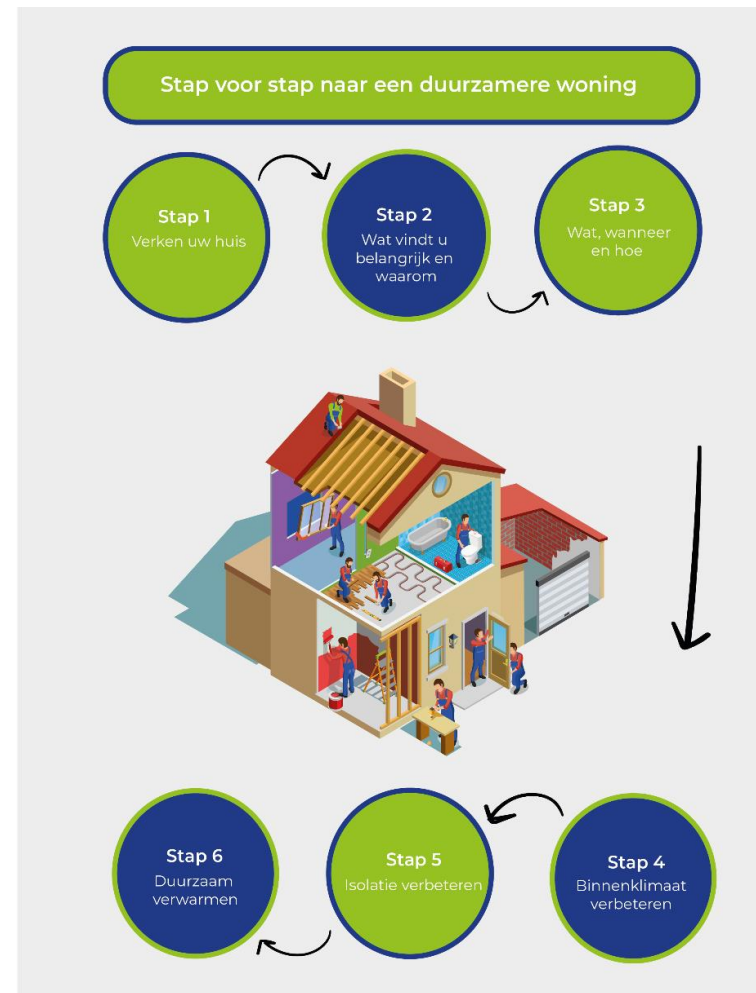 Stap voor stap naar een duurzamere woning
Stap 1
Verken uw huis
Stap 2
Wat vindt u
belangrijk en
waarom
Stap 3
Wat, wanneer
en hoe
Stap 4
Binnenklimaat
verbeteren
Stap 5
Isolatie verbeteren
Stap 6
Duurzaam
verwarmen